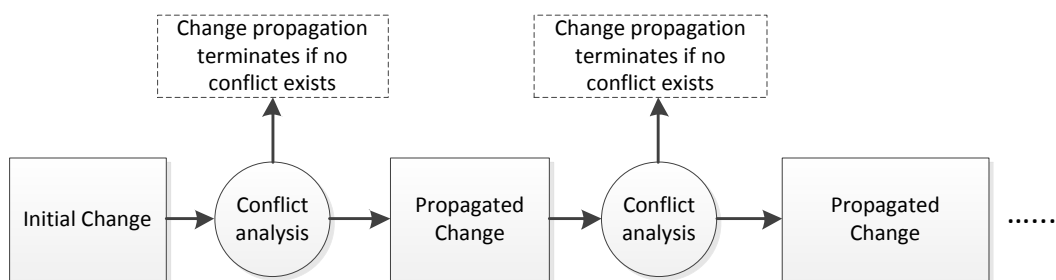 Change propagation
terminates if no
conflict exists
Change propagation
terminates if no
conflict exists
Initial Change
Conflict
analysis
Propagated
Change
Conflict
analysis
Propagated
Change
......